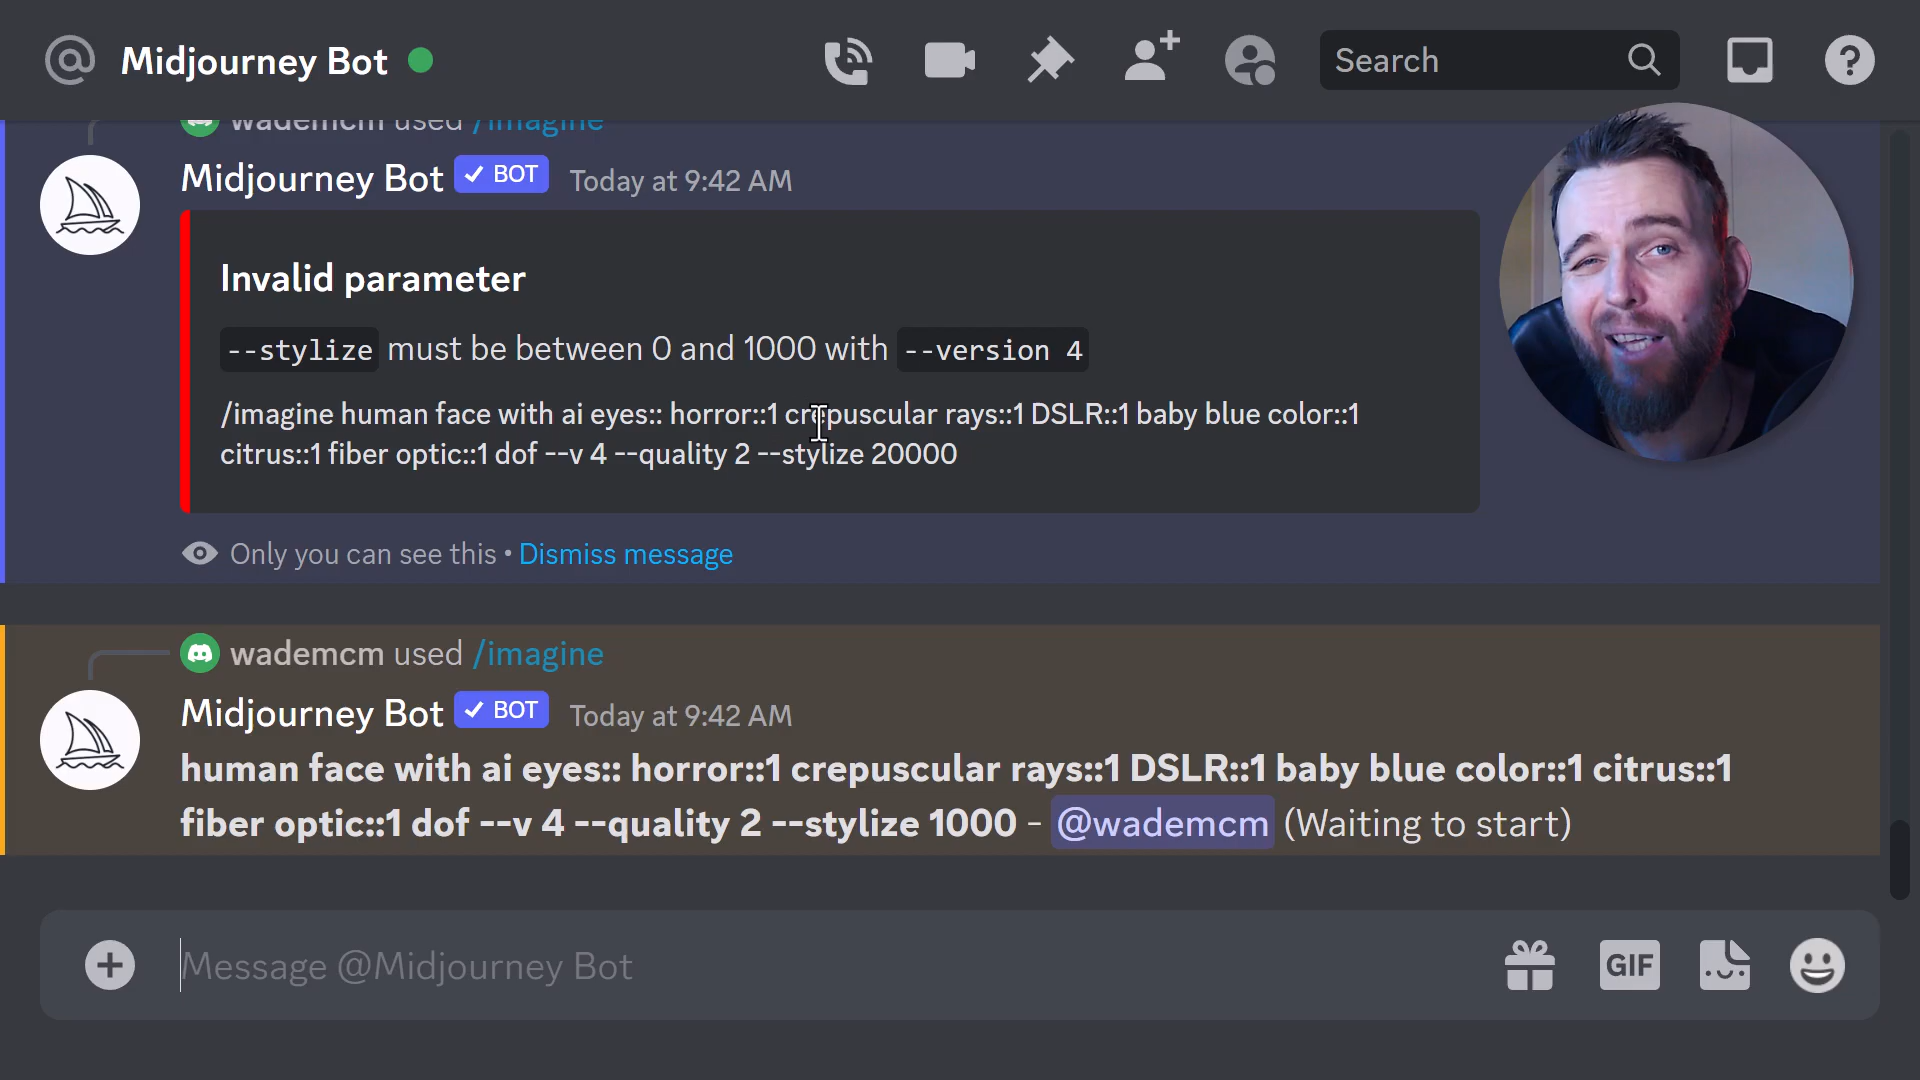 Midjourney Bot
Search
wademcm used /imagine
Midjourney Bot ✓ BOT Today at 9:42 AM
Invalid parameter
--stylize must be between 0 and 1000 with --version 4
/imagine human face with ai eyes:: horror::1 crepuscular rays::1 DSLR::1 baby blue color::1
citrus::1 fiber optic::1 dof --v 4 --quality 2 --stylize 20000
Only you can see this • Dismiss message
wademcm used /imagine
Midjourney Bot ✓ BOT Today at 9:42 AM
human face with ai eyes:: horror::1 crepuscular rays::1 DSLR::1 baby blue color::1 citrus::1
fiber optic::1 dof --v 4 --quality 2 --stylize 1000 - @wademcm (Waiting to start)
Message @Midjourney Bot
GIF